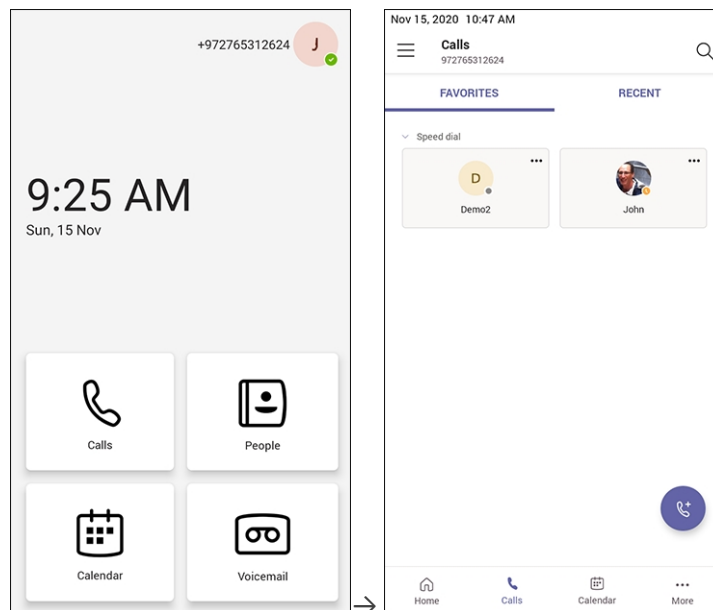 +972765312624
J
9:25 AM
Sun, 15 Nov
Calls
People
Calendar
Voicemail
Nov 15, 2020 10:47 AM
Calls
972765312624
FAVORITES RECENT
Speed dial
D
Demo2
John
Home
Calls
Calendar
More